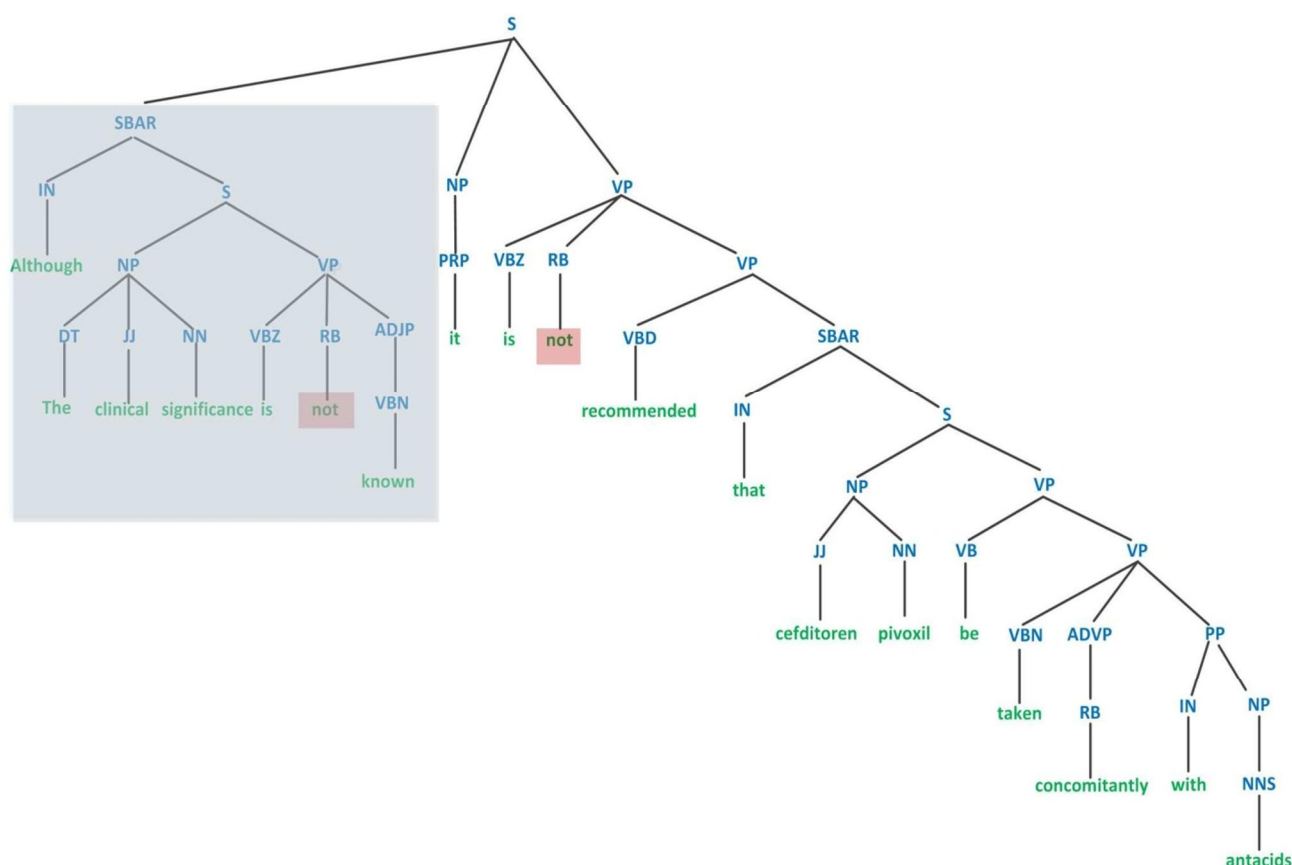 S
SBAR
IN S NP VP
Although NP VP PRP VBZ RB VP
DT JJ NN VBZ RB ADJP it is not VBD SBAR
The clinical significance is not VBN recommended IN S
known that NP VP
JJ NN VB VP
cefditoren pivoxil be VBN ADVP PP
taken RB IN NP
concomitantly with NNS
antacids